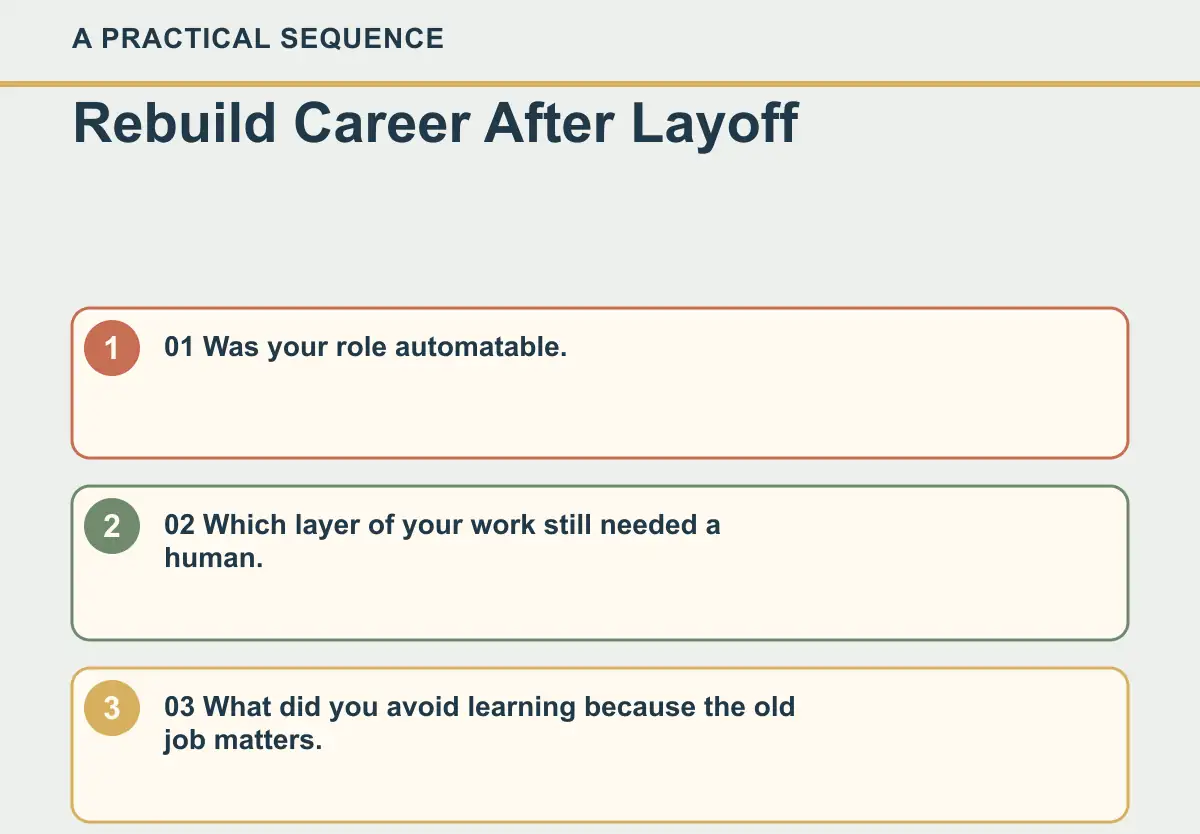 A PRACTICAL SEQUENCE
Rebuild Career After Layoff
1
01 Was your role automatable.
2
02 Which layer of your work still needed a
human.
3
03 What did you avoid learning because the old
job matters.